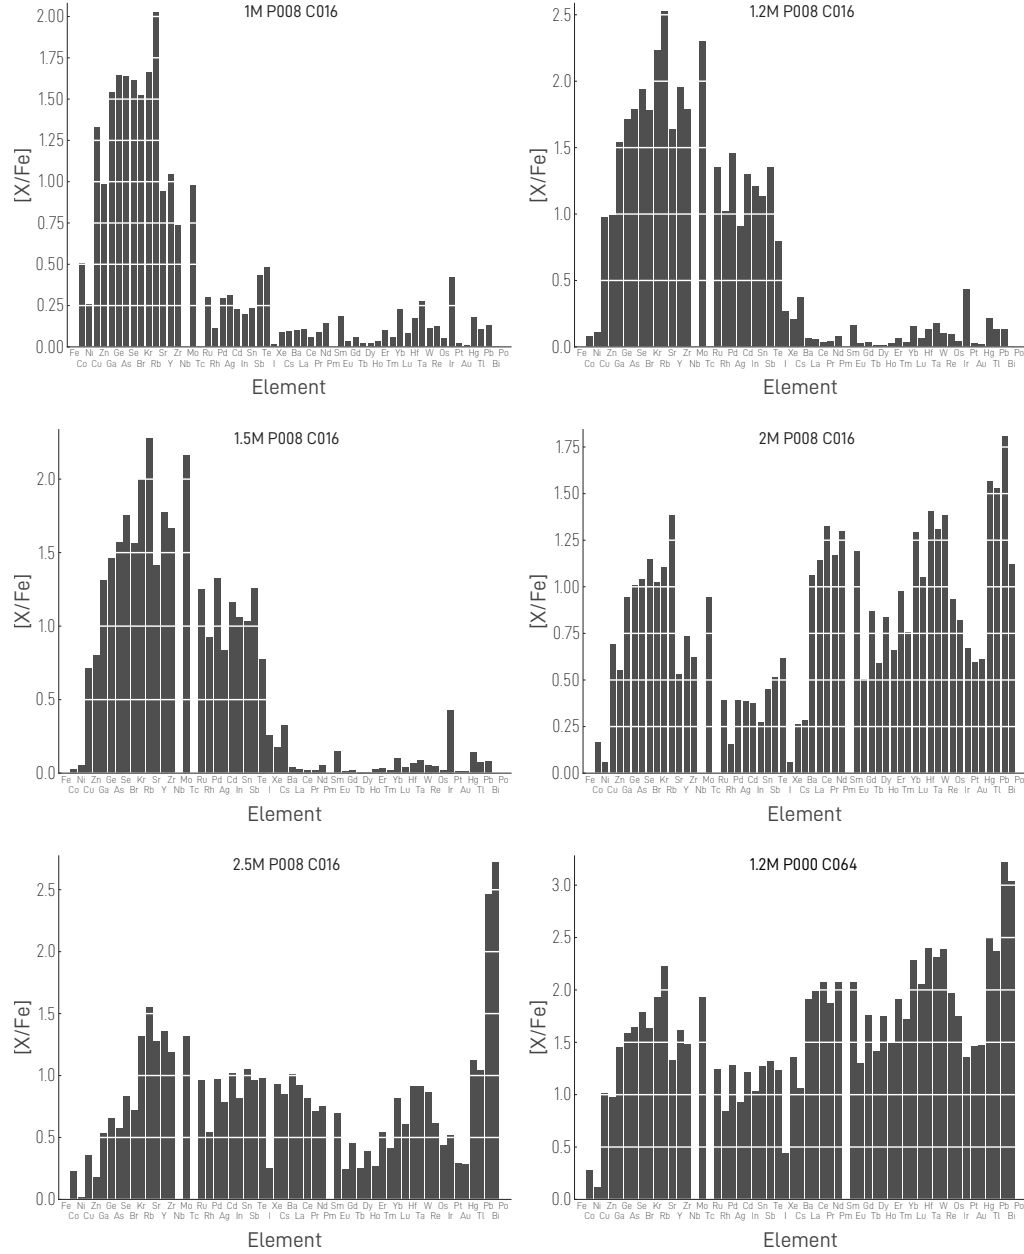 1M P008 C016
2.00
1.75
1.50
1.25
1.00
0.75
0.50
0.25
0.00
[X/Fe]
Fe Ni Zn Ge Se Kr Sr Zr Mo Ru Pd Cd Sn Te Xe Ba Ce Nd Sm Gd Dy Er Yb Hf W Os Pt Hg Pb Po
Co Cu Ga As Br Rb Y Nb Tc Rh Ag In Sb I Cs La Pr Pm Eu Tb Ho Tm Lu Ta Re Ir Au Tl Bi
Element
1.2M P008 C016
2.5
2.0
1.5
1.0
0.5
0.0
[X/Fe]
Fe Ni Zn Ge Se Kr Sr Zr Mo Ru Pd Cd Sn Te Xe Ba Ce Nd Sm Gd Dy Er Yb Hf W Os Pt Hg Pb Po
Co Cu Ga As Br Rb Y Nb Tc Rh Ag In Sb I Cs La Pr Pm Eu Tb Ho Tm Lu Ta Re Ir Au Tl Bi
Element
1.5M P008 C016
2.0
1.5
1.0
0.5
0.0
[X/Fe]
Fe Ni Zn Ge Se Kr Sr Zr Mo Ru Pd Cd Sn Te Xe Ba Ce Nd Sm Gd Dy Er Yb Hf W Os Pt Hg Pb Po
Co Cu Ga As Br Rb Y Nb Tc Rh Ag In Sb I Cs La Pr Pm Eu Tb Ho Tm Lu Ta Re Ir Au Tl Bi
Element
2M P008 C016
1.75
1.50
1.25
1.00
0.75
0.50
0.25
0.00
[X/Fe]
Fe Ni Zn Ge Se Kr Sr Zr Mo Ru Pd Cd Sn Te Xe Ba Ce Nd Sm Gd Dy Er Yb Hf W Os Pt Hg Pb Po
Co Cu Ga As Br Rb Y Nb Tc Rh Ag In Sb I Cs La Pr Pm Eu Tb Ho Tm Lu Ta Re Ir Au Tl Bi
Element
2.5M P008 C016
2.5
2.0
1.5
1.0
0.5
0.0
[X/Fe]
Fe Ni Zn Ge Se Kr Sr Zr Mo Ru Pd Cd Sn Te Xe Ba Ce Nd Sm Gd Dy Er Yb Hf W Os Pt Hg Pb Po
Co Cu Ga As Br Rb Y Nb Tc Rh Ag In Sb I Cs La Pr Pm Eu Tb Ho Tm Lu Ta Re Ir Au Tl Bi
Element
1.2M P000 C064
3.0
2.5
2.0
1.5
1.0
0.5
0.0
[X/Fe]
Fe Ni Zn Ge Se Kr Sr Zr Mo Ru Pd Cd Sn Te Xe Ba Ce Nd Sm Gd Dy Er Yb Hf W Os Pt Hg Pb Po
Co Cu Ga As Br Rb Y Nb Tc Rh Ag In Sb I Cs La Pr Pm Eu Tb Ho Tm Lu Ta Re Ir Au Tl Bi
Element